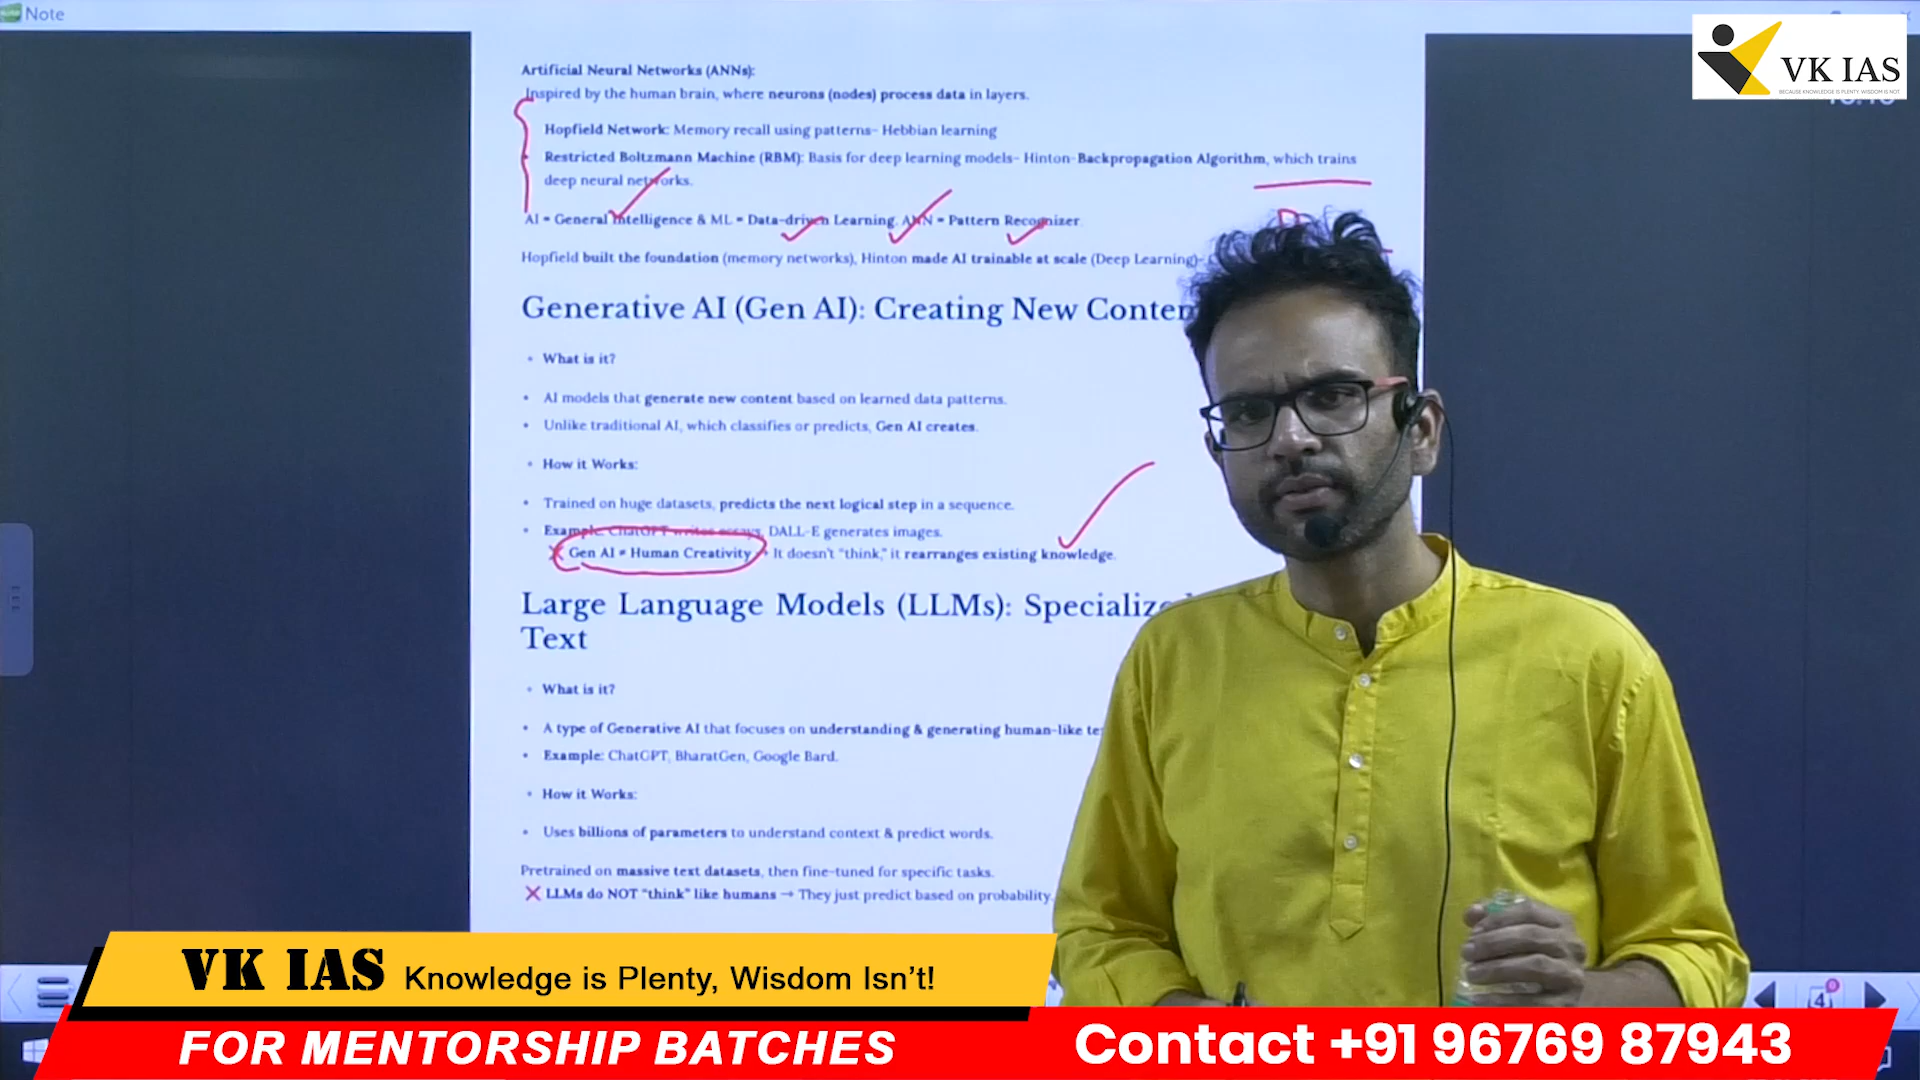 Note
VK IAS
BECAUSE KNOWLEDGE IS PLENTY, WISDOM IS NOT
Artificial Neural Networks (ANNs):
Inspired by the human brain, where neurons (nodes) process data in layers.
Hopfield Network: Memory recall using patterns- Hebbian learning
Restricted Boltzmann Machine (RBM): Basis for deep learning models- Hinton-Backpropagation Algorithm, which trains
deep neural networks.
AI = General Intelligence & ML = Data-driven Learning. ANN = Pattern Recognizer.
Hopfield built the foundation (memory networks), Hinton made AI trainable at scale (Deep Learning)-
Generative AI (Gen AI): Creating New Conten
• What is it?
• AI models that generate new content based on learned data patterns.
• Unlike traditional AI, which classifies or predicts, Gen AI creates.
• How it Works:
• Trained on huge datasets, predicts the next logical step in a sequence.
• Example: ChatGPT writes essays, DALL-E generates images.
❌ Gen AI ≠ Human Creativity → It doesn't "think," it rearranges existing knowledge.
Large Language Models (LLMs): Specialize
Text
• What is it?
• A type of Generative AI that focuses on understanding & generating human-like te
• Example: ChatGPT, BharatGen, Google Bard.
• How it Works:
• Uses billions of parameters to understand context & predict words.
Pretrained on massive text datasets, then fine-tuned for specific tasks.
❌ LLMs do NOT "think" like humans → They just predict based on probability.
VK IAS Knowledge is Plenty, Wisdom Isn't!
4
FOR MENTORSHIP BATCHES
Contact +91 96769 87943